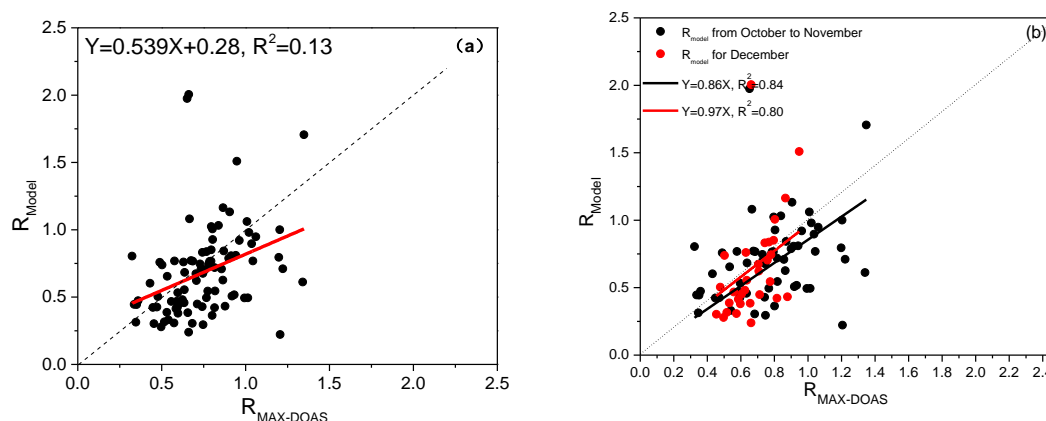 Y=0.539X+0.28, R²=0.13
(a)
2.5
2.0
1.5
1.0
0.5
0.0
R_Model
0.0 0.5 1.0 1.5 2.0 2.5
R_MAX-DOAS
(b)
R_model from October to November
R_model for December
Y=0.86X, R²=0.84
Y=0.97X, R²=0.80
2.5
2.0
1.5
1.0
0.5
0.0
R_Model
0.0 0.2 0.4 0.6 0.8 1.0 1.2 1.4 1.6 1.8 2.0 2.2 2.4
R_MAX-DOAS